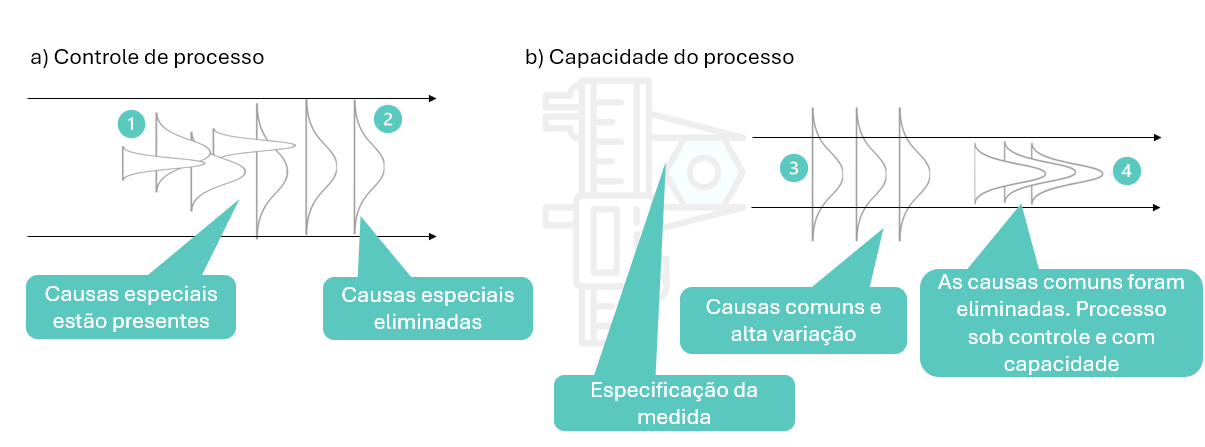 a) Controle de processo
b) Capacidade do processo
1
2
3
4
Causas especiais
estão presentes
Causas especiais
eliminadas
Causas comuns e
alta variação
As causas comuns foram
eliminadas. Processo
sob controle e com
capacidade
Especificação da
medida